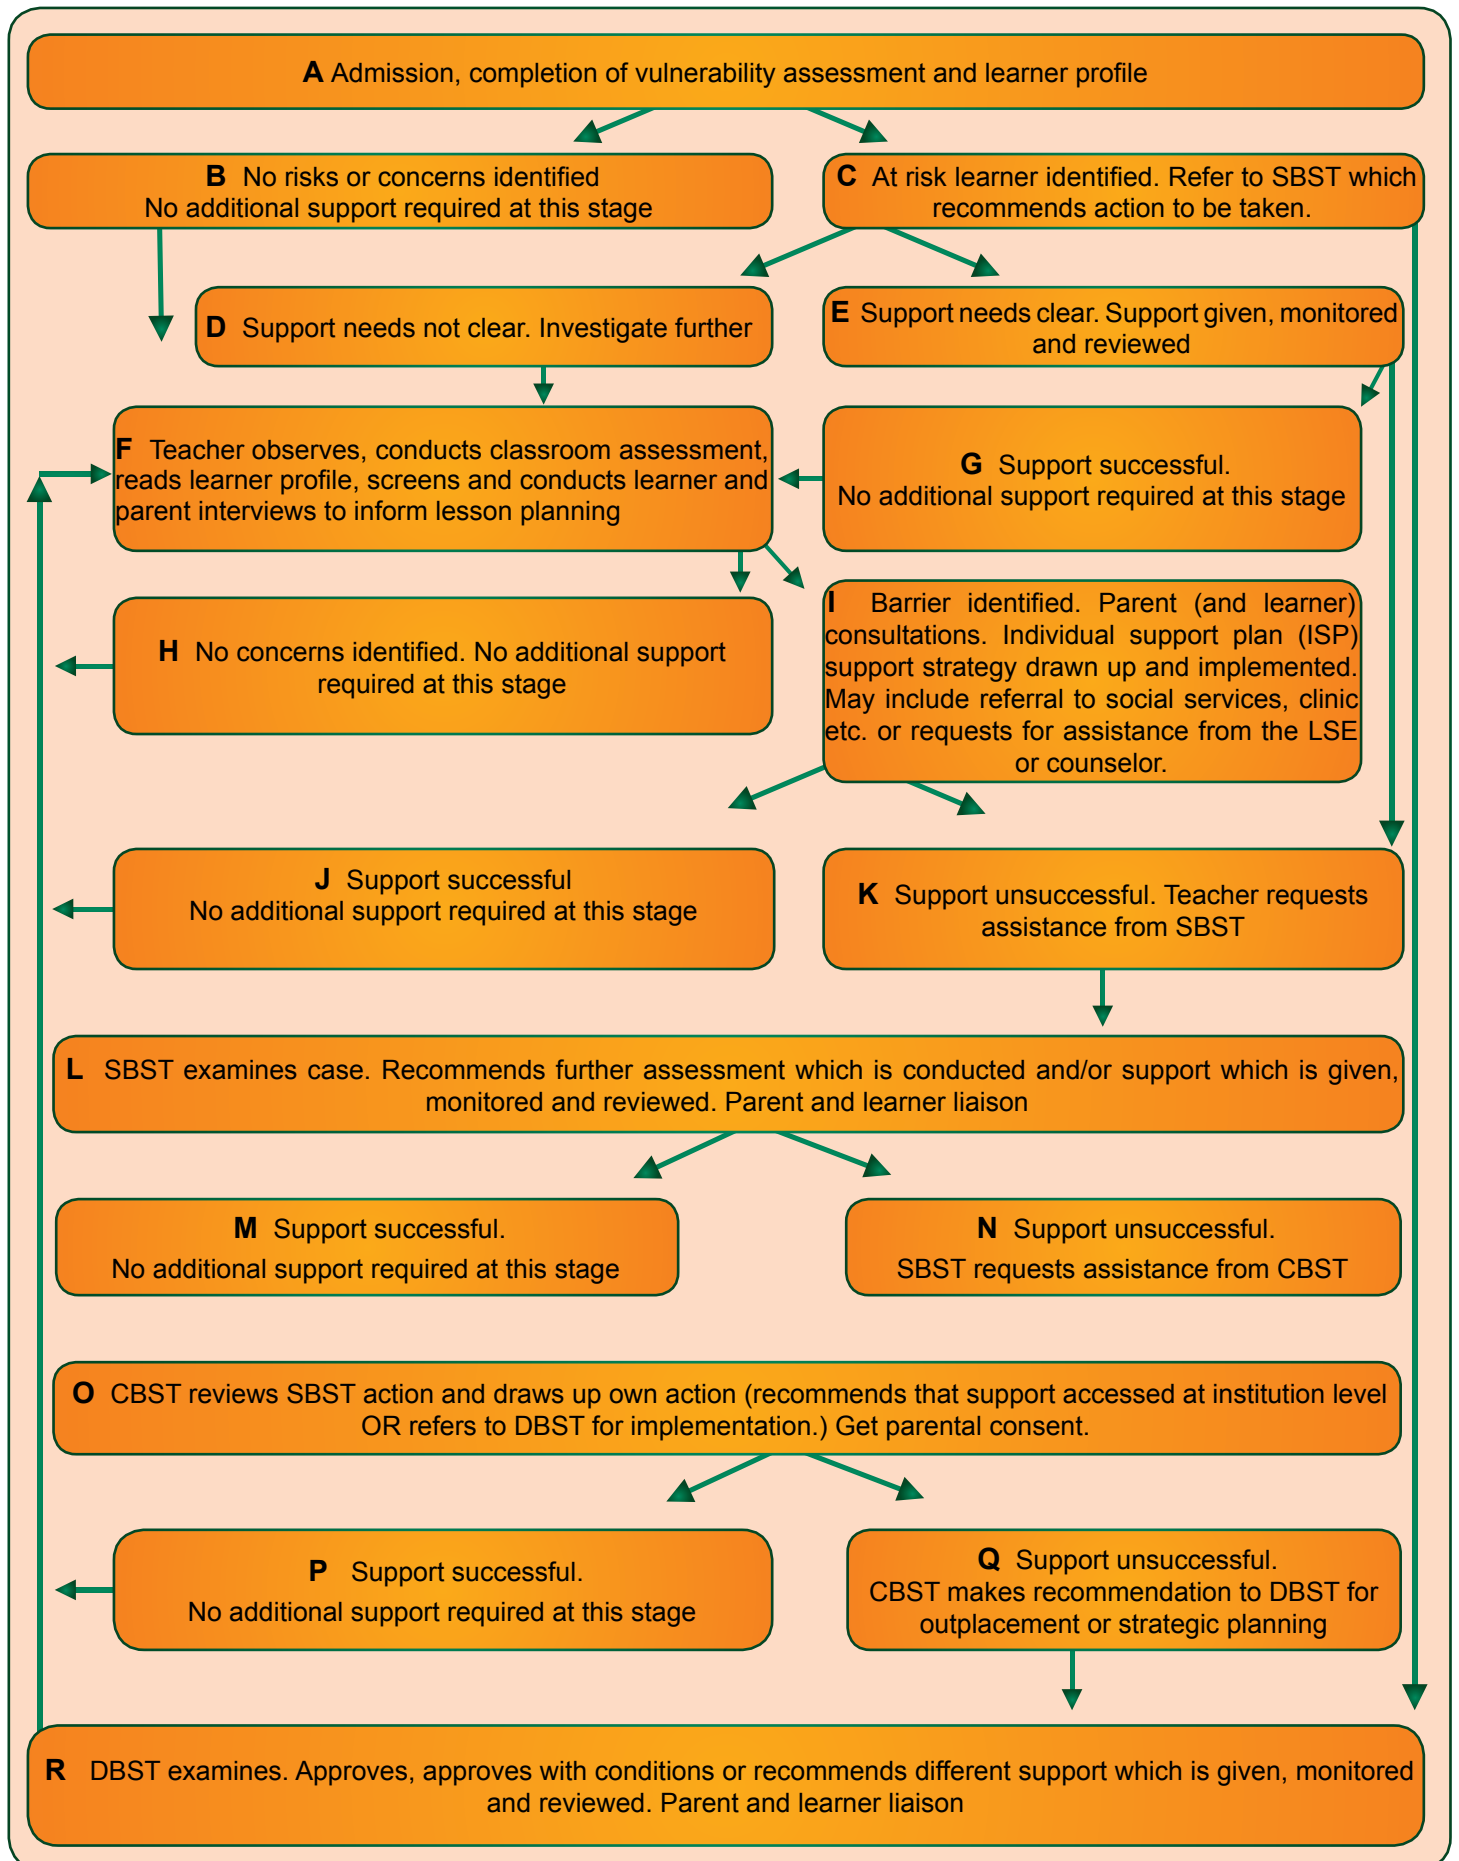 A Admission, completion of vulnerability assessment and learner profile
B No risks or concerns identified
No additional support required at this stage
C At risk learner identified. Refer to SBST which
recommends action to be taken.
D Support needs not clear. Investigate further
E Support needs clear. Support given, monitored
and reviewed
F Teacher observes, conducts classroom assessment,
reads learner profile, screens and conducts learner and
parent interviews to inform lesson planning
G Support successful.
No additional support required at this stage
H No concerns identified. No additional support
required at this stage
I Barrier identified. Parent (and learner)
consultations. Individual support plan (ISP)
support strategy drawn up and implemented.
May include referral to social services, clinic
etc. or requests for assistance from the LSE
or counselor.
J Support successful
No additional support required at this stage
K Support unsuccessful. Teacher requests
assistance from SBST
L SBST examines case. Recommends further assessment which is conducted and/or support which is given,
monitored and reviewed. Parent and learner liaison
M Support successful.
No additional support required at this stage
N Support unsuccessful.
SBST requests assistance from CBST
O CBST reviews SBST action and draws up own action (recommends that support accessed at institution level
OR refers to DBST for implementation.) Get parental consent.
P Support successful.
No additional support required at this stage
Q Support unsuccessful.
CBST makes recommendation to DBST for
outplacement or strategic planning
R DBST examines. Approves, approves with conditions or recommends different support which is given, monitored
and reviewed. Parent and learner liaison